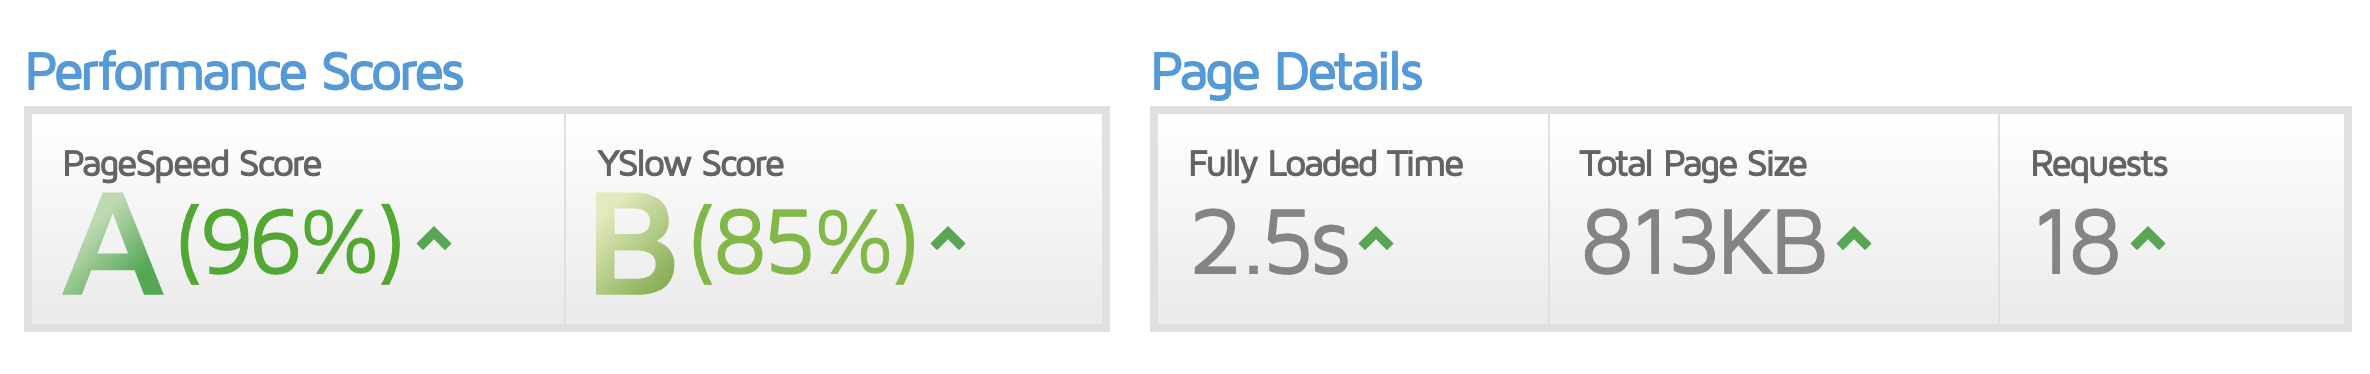 Performance Scores
PageSpeed Score
A (96%)
YSlow Score
B (85%)
Page Details
Fully Loaded Time
2.5s
Total Page Size
813KB
Requests
18